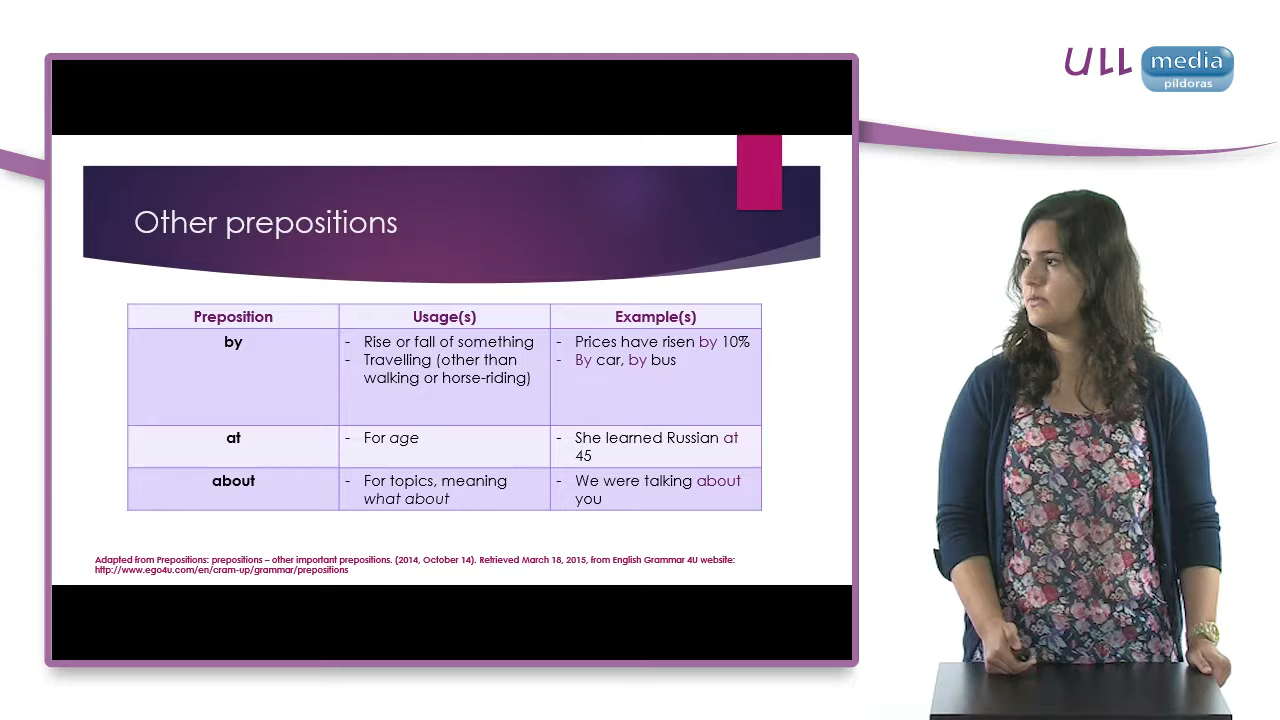 ULL media
píldoras
Other prepositions
Preposition Usage(s) Example(s)
by - Rise or fall of something - Prices have risen by 10%
- Travelling (other than - By car, by bus
walking or horse-riding)
at - For age - She learned Russian at
45
about - For topics, meaning - We were talking about
what about you
Adapted from Prepositions: prepositions – other important prepositions. (2014, October 14). Retrieved March 18, 2015, from English Grammar 4U website:
http://www.ego4u.com/en/cram-up/grammar/prepositions